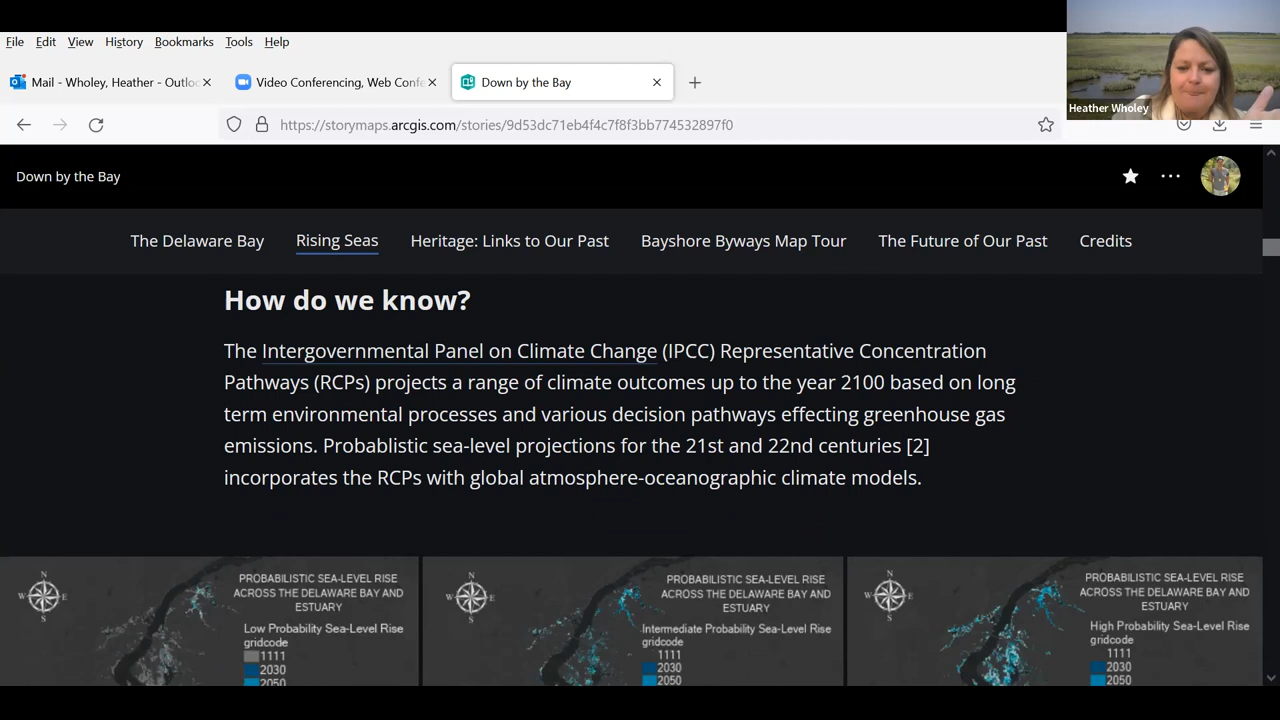 File Edit View History Bookmarks Tools Help
Mail - Wholey, Heather - Outloo
Video Conferencing, Web Confe
Down by the Bay
Heather Wholey
https://storymaps.arcgis.com/stories/9d53dc71eb4f4c7f8f3bb774532897f0
Down by the Bay
The Delaware Bay Rising Seas Heritage: Links to Our Past Bayshore Byways Map Tour The Future of Our Past Credits
How do we know?
The Intergovernmental Panel on Climate Change (IPCC) Representative Concentration
Pathways (RCPs) projects a range of climate outcomes up to the year 2100 based on long
term environmental processes and various decision pathways effecting greenhouse gas
emissions. Probablistic sea-level projections for the 21st and 22nd centuries [2]
incorporates the RCPs with global atmosphere-oceanographic climate models.
N
W E
S
PROBABILISTIC SEA-LEVEL RISE
ACROSS THE DELAWARE BAY AND
ESTUARY
Low Probability Sea-Level Rise
gridcode
1111
2030
2050
N
W E
S
PROBABILISTIC SEA-LEVEL RISE
ACROSS THE DELAWARE BAY AND
ESTUARY
Intermediate Probability Sea-Level Rise
gridcode
1111
2030
2050
N
W E
S
PROBABILISTIC SEA-LEVEL RISE
ACROSS THE DELAWARE BAY AND
ESTUARY
High Probability Sea-Level Rise
gridcode
1111
2030
2050